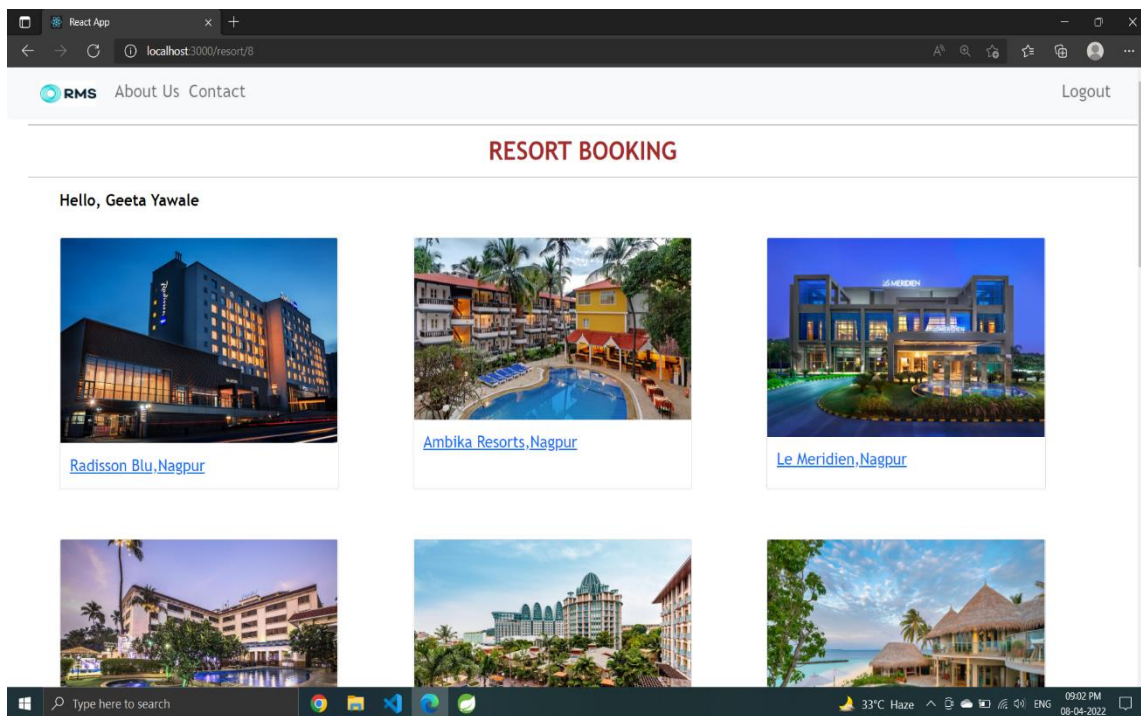 React App
localhost:3000/resort/8
RMS About Us Contact Logout
RESORT BOOKING
Hello, Geeta Yawale
LE MERIDIEN
Radisson Blu,Nagpur
Ambika Resorts,Nagpur
Le Meridien,Nagpur
Type here to search
33°C Haze
ENG
09:02 PM
08-04-2022